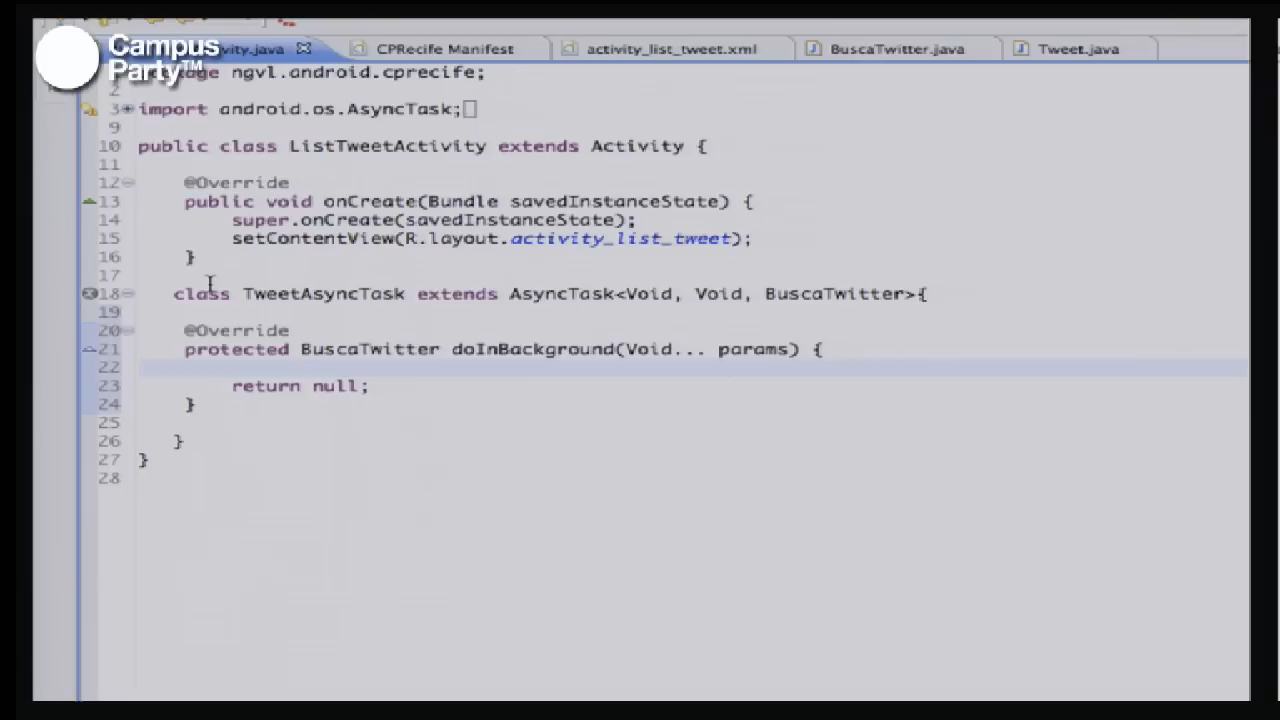 Campus
Party™
ivity.java
CPRecife Manifest
activity_list_tweet.xml
BuscaTwitter.java
Tweet.java
ngvl.android.cprecife;
2
3 import android.os.AsyncTask;
9
10 public class ListTweetActivity extends Activity {
11
12 @Override
13 public void onCreate(Bundle savedInstanceState) {
14 super.onCreate(savedInstanceState);
15 setContentView(R.layout.activity_list_tweet);
16 }
17
18 class TweetAsyncTask extends AsyncTask<Void, Void, BuscaTwitter>{
19
20 @Override
21 protected BuscaTwitter doInBackground(Void... params) {
22
23 return null;
24 }
25
26 }
27 }
28